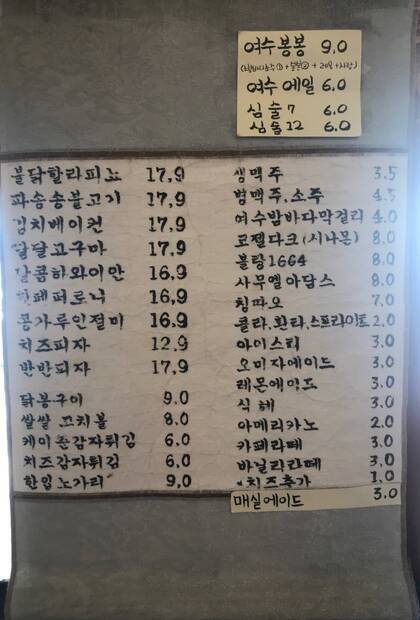 여수봉봉 9.0
여수 에일 6.0
심술 7 6.0
심술 12 6.0
불닭할라피뇨 17.9
파송송불고기 17.9
김치베이컨 17.9
달달고구마 17.9
달콤하와이안 16.9
핫페퍼로니 16.9
콩가루인절미 16.9
치즈피자 12.9
반반피자 17.9
닭봉구이 9.0
쌀쌀 꼬치불 8.0
케이준감자튀김 6.0
치즈감자튀김 6.0
한입노가리 9.0
생맥주 3.5
병맥주.소주 4.5
여수밤바다막걸리 4.0
코젤다크(시나몬) 8.0
블랑1664 8.0
사무엘아담스 8.0
칭따오 7.0
콜라.환타.스프라이트 2.0
아이스티 3.0
오미자에이드 3.0
레몬에이드 3.0
식혜 3.0
아메리카노 2.0
카페라떼 3.0
바닐라라떼 3.0
치즈추가 1.0
매실에이드 3.0